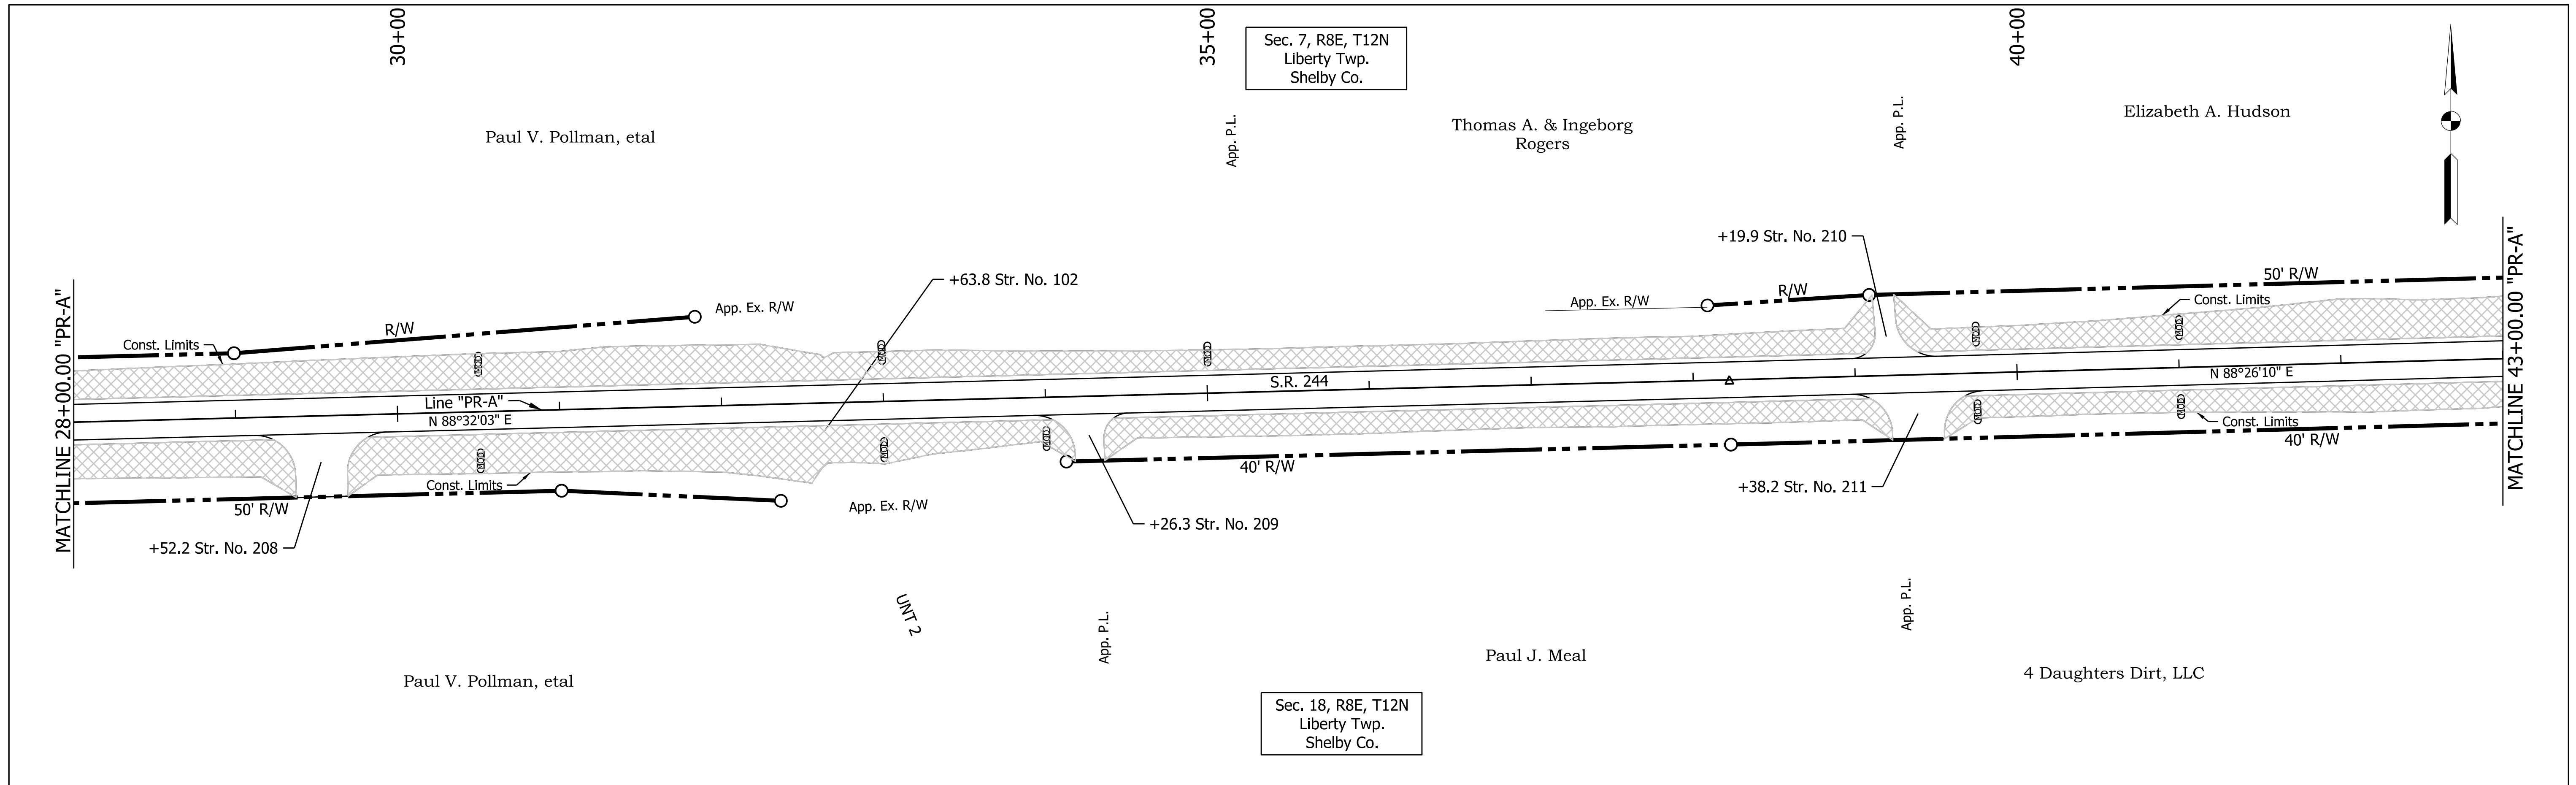 30+00
35+00
40+00
Sec. 7, R8E, T12N
Liberty Twp.
Shelby Co.
Paul V. Pollman, etal
App. P.L.
Thomas A. & Ingeborg
Rogers
App. P.L.
Elizabeth A. Hudson
MATCHLINE 28+00.00 "PR-A"
MATCHLINE 43+00.00 "PR-A"
+19.9 Str. No. 210
+63.8 Str. No. 102
50' R/W
R/W
App. Ex. R/W
App. Ex. R/W
R/W
Const. Limits
Const. Limits
S.R. 244
Line "PR-A"
N 88°32'03" E
N 88°26'10" E
Const. Limits
Const. Limits
50' R/W
App. Ex. R/W
40' R/W
40' R/W
+38.2 Str. No. 211
+26.3 Str. No. 209
+52.2 Str. No. 208
UNT 2
App. P.L.
App. P.L.
Paul J. Meal
Paul V. Pollman, etal
4 Daughters Dirt, LLC
Sec. 18, R8E, T12N
Liberty Twp.
Shelby Co.